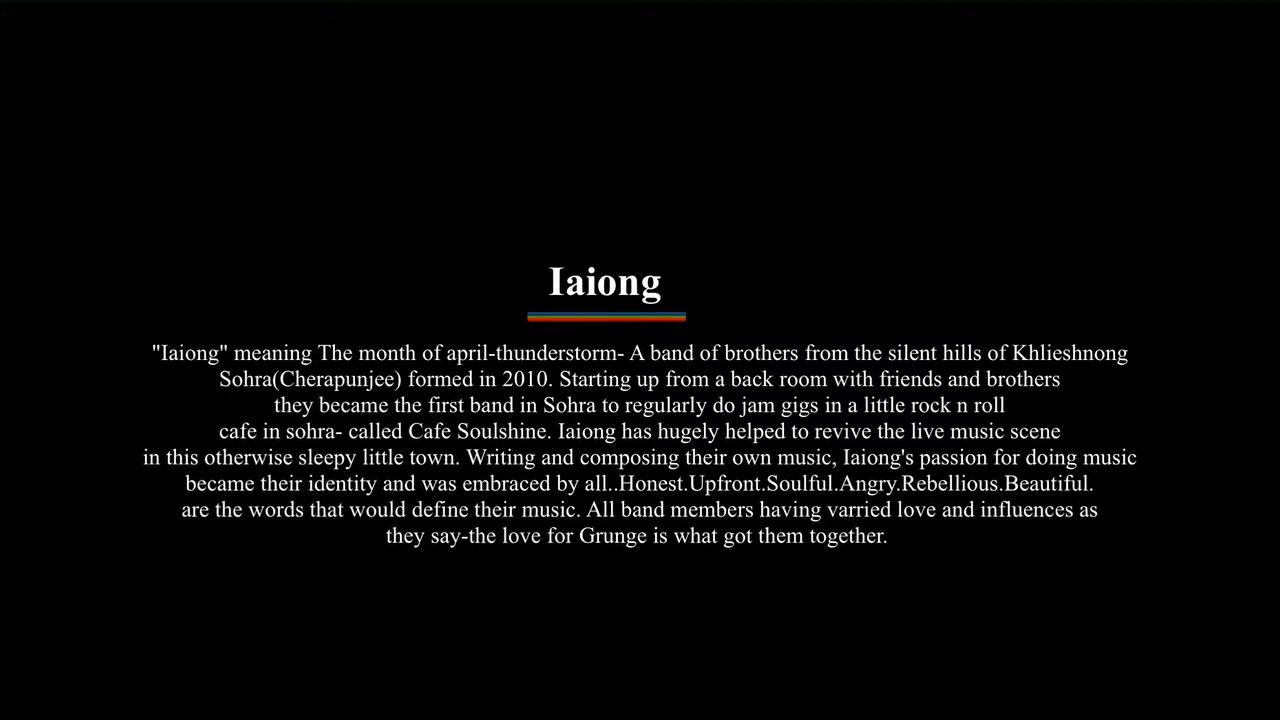 Iaiong
"Iaiong" meaning The month of april-thunderstorm- A band of brothers from the silent hills of Khlieshnong
Sohra(Cherapunjee) formed in 2010. Starting up from a back room with friends and brothers
they became the first band in Sohra to regularly do jam gigs in a little rock n roll
cafe in sohra- called Cafe Soulshine. Iaiong has hugely helped to revive the live music scene
in this otherwise sleepy little town. Writing and composing their own music, Iaiong's passion for doing music
became their identity and was embraced by all..Honest.Upfront.Soulful.Angry.Rebellious.Beautiful.
are the words that would define their music. All band members having varried love and influences as
they say-the love for Grunge is what got them together.